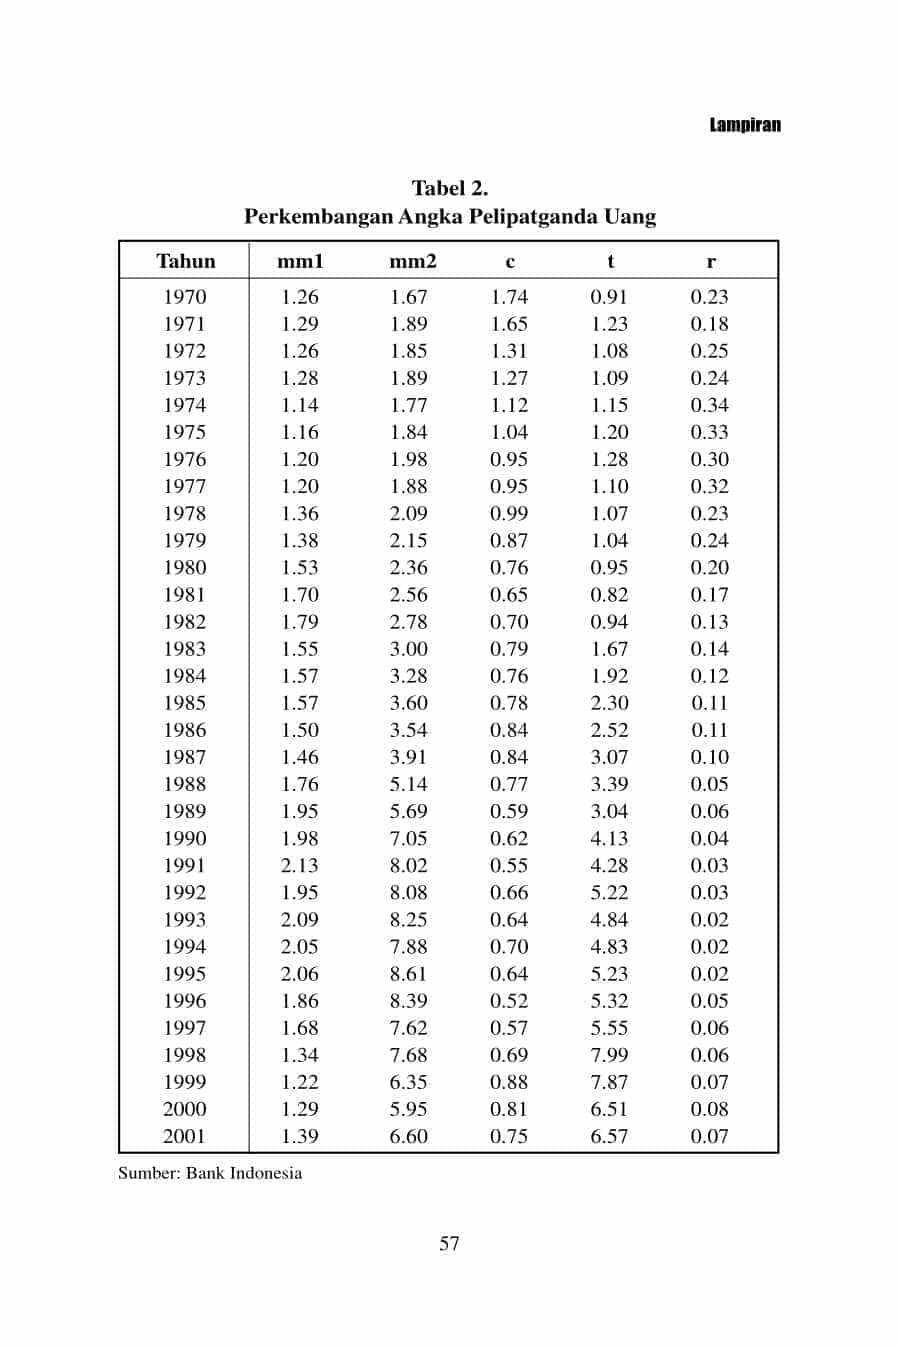 Lampiran
Tabel 2.
Perkembangan Angka Pelipatganda Uang
Tahun mm1 mm2 c t r
1970 1.26 1.67 1.74 0.91 0.23
1971 1.29 1.89 1.65 1.23 0.18
1972 1.26 1.85 1.31 1.08 0.25
1973 1.28 1.89 1.27 1.09 0.24
1974 1.14 1.77 1.12 1.15 0.34
1975 1.16 1.84 1.04 1.20 0.33
1976 1.20 1.98 0.95 1.28 0.30
1977 1.20 1.88 0.95 1.10 0.32
1978 1.36 2.09 0.99 1.07 0.23
1979 1.38 2.15 0.87 1.04 0.24
1980 1.53 2.36 0.76 0.95 0.20
1981 1.70 2.56 0.65 0.82 0.17
1982 1.79 2.78 0.70 0.94 0.13
1983 1.55 3.00 0.79 1.67 0.14
1984 1.57 3.28 0.76 1.92 0.12
1985 1.57 3.60 0.78 2.30 0.11
1986 1.50 3.54 0.84 2.52 0.11
1987 1.46 3.91 0.84 3.07 0.10
1988 1.76 5.14 0.77 3.39 0.05
1989 1.95 5.69 0.59 3.04 0.06
1990 1.98 7.05 0.62 4.13 0.04
1991 2.13 8.02 0.55 4.28 0.03
1992 1.95 8.08 0.66 5.22 0.03
1993 2.09 8.25 0.64 4.84 0.02
1994 2.05 7.88 0.70 4.83 0.02
1995 2.06 8.61 0.64 5.23 0.02
1996 1.86 8.39 0.52 5.32 0.05
1997 1.68 7.62 0.57 5.55 0.06
1998 1.34 7.68 0.69 7.99 0.06
1999 1.22 6.35 0.88 7.87 0.07
2000 1.29 5.95 0.81 6.51 0.08
2001 1.39 6.60 0.75 6.57 0.07
Sumber: Bank Indonesia
57